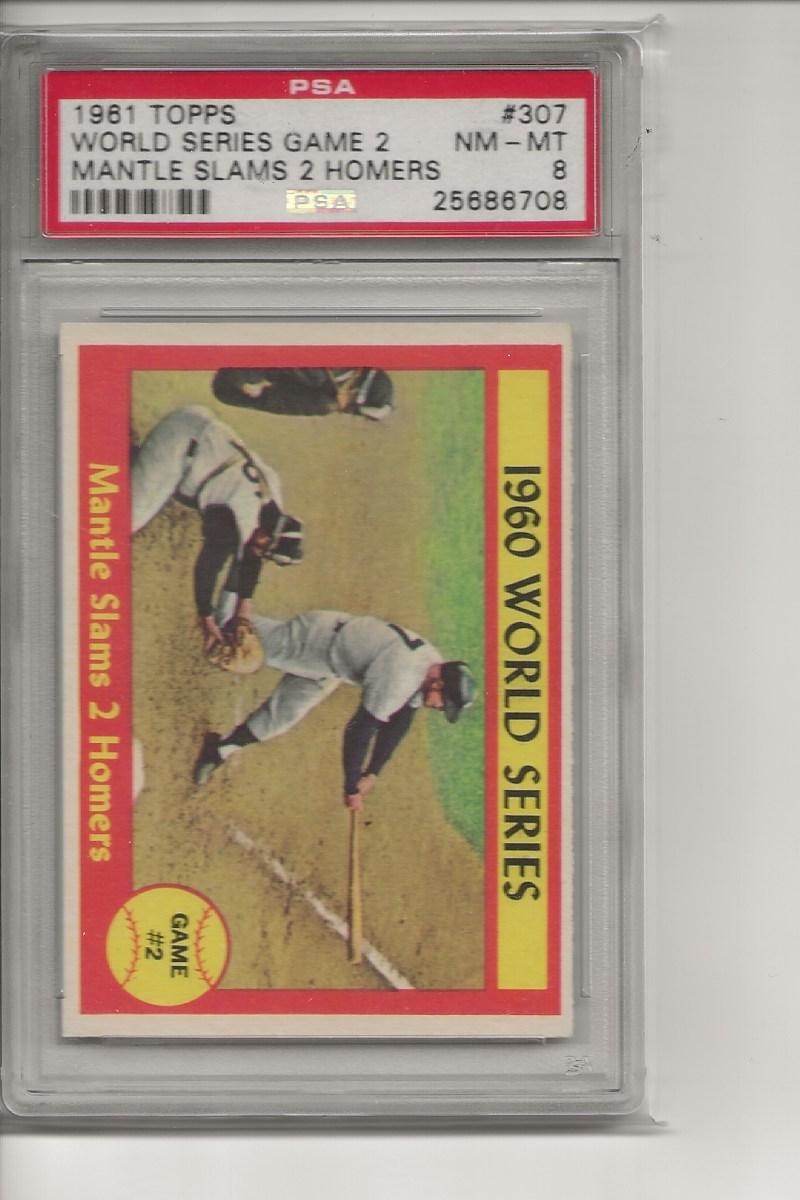 PSA
1961 TOPPS #307
WORLD SERIES GAME 2 NM - MT
MANTLE SLAMS 2 HOMERS 8
PSA 25686708
1960 WORLD SERIES
7
Mantle Slams 2 Homers
GAME
#2